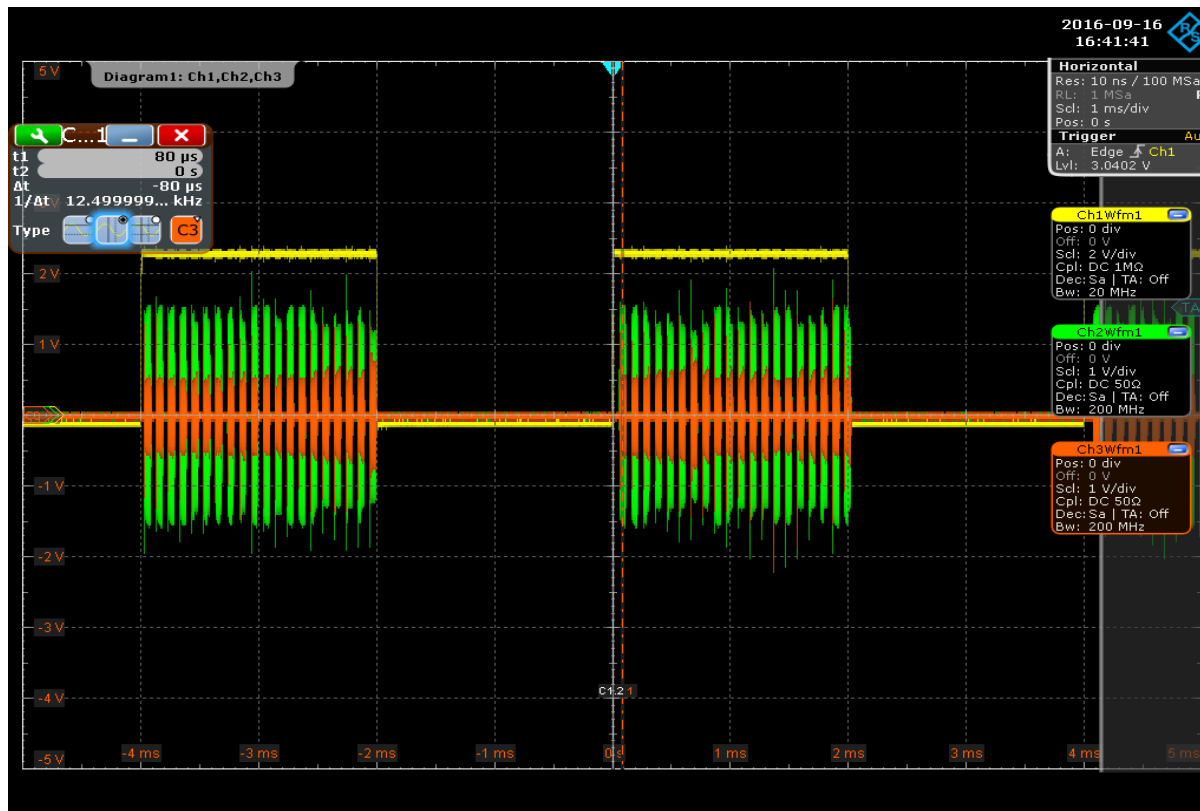 2016-09-16
16:41:41
Diagram1: Ch1,Ch2,Ch3
Horizontal
Res: 10 ns / 100 MSa
RL: 1 MSa
Scl: 1 ms/div
Pos: 0 s
Trigger Au
A: Edge Ch1
Lvl: 3.0402 V
C...1
t1 80 µs
t2 0 s
Δt -80 µs
1/Δt 12.499999... kHz
Type C3
Ch1Wfm1
Pos: 0 div
Off: 0 V
Scl: 2 V/div
Cpl: DC 1MΩ
Dec: Sa | TA: Off
Bw: 20 MHz
TA
Ch2Wfm1
Pos: 0 div
Off: 0 V
Scl: 1 V/div
Cpl: DC 50Ω
Dec: Sa | TA: Off
Bw: 200 MHz
Ch3Wfm1
Pos: 0 div
Off: 0 V
Scl: 1 V/div
Cpl: DC 50Ω
Dec: Sa | TA: Off
Bw: 200 MHz
5 V
2 V
1 V
-1 V
-2 V
-3 V
-4 V
-5 V
C1.2 1
-4 ms
-3 ms
-2 ms
-1 ms
0 s
1 ms
2 ms
3 ms
4 ms
5 ms